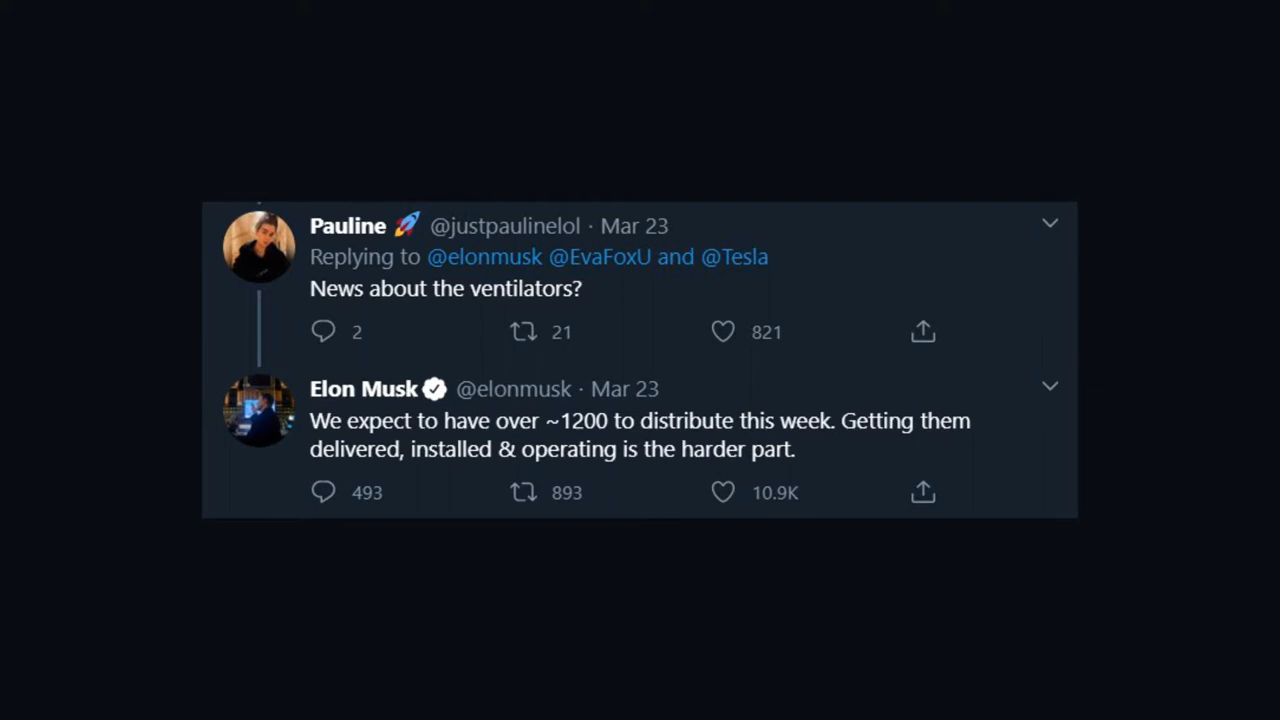 Pauline 🚀 @justpaulinelol · Mar 23
Replying to @elonmusk @EvaFoxU and @Tesla
News about the ventilators?
2 21 821
Elon Musk @elonmusk · Mar 23
We expect to have over ~1200 to distribute this week. Getting them
delivered, installed & operating is the harder part.
493 893 10.9K